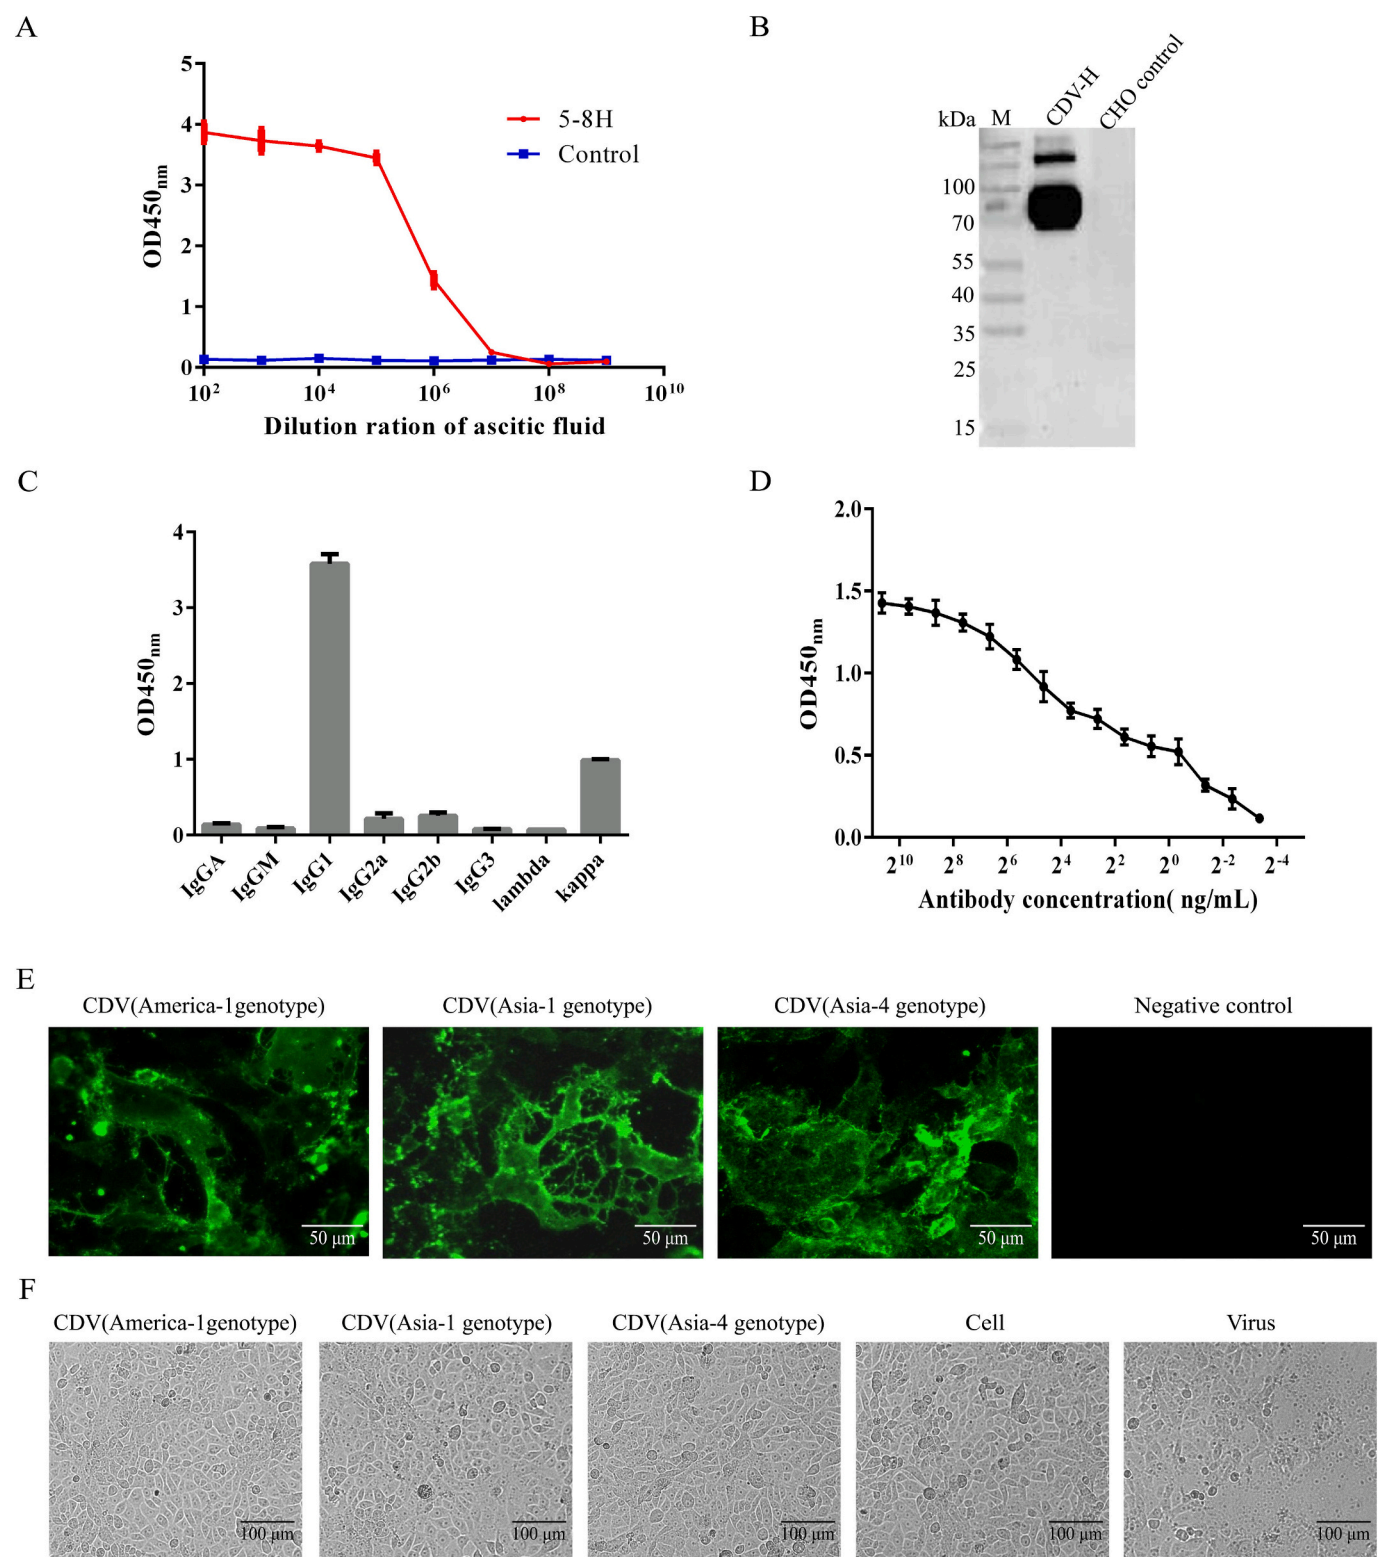 A
5
4
3
2
1
0
OD450nm
5-8H
Control
10²
10⁴
10⁶
10⁸
10¹⁰
Dilution ration of ascitic fluid
B
kDa M CDV-H CHO control
100
70
55
40
35
25
15
C
4
3
2
1
0
OD450nm
IgGA IgGM IgG1 IgG2a IgG2b IgG3 lambda kappa
D
2.0
1.5
1.0
0.5
0.0
OD450nm
2¹⁰ 2⁸ 2⁶ 2⁴ 2² 2⁰ 2⁻² 2⁻⁴
Antibody concentration( ng/mL)
E
CDV(America-1genotype) CDV(Asia-1 genotype) CDV(Asia-4 genotype) Negative control
50 μm 50 μm 50 μm 50 μm
F
CDV(America-1genotype) CDV(Asia-1 genotype) CDV(Asia-4 genotype) Cell Virus
100 μm 100 μm 100 μm 100 μm 100 μm